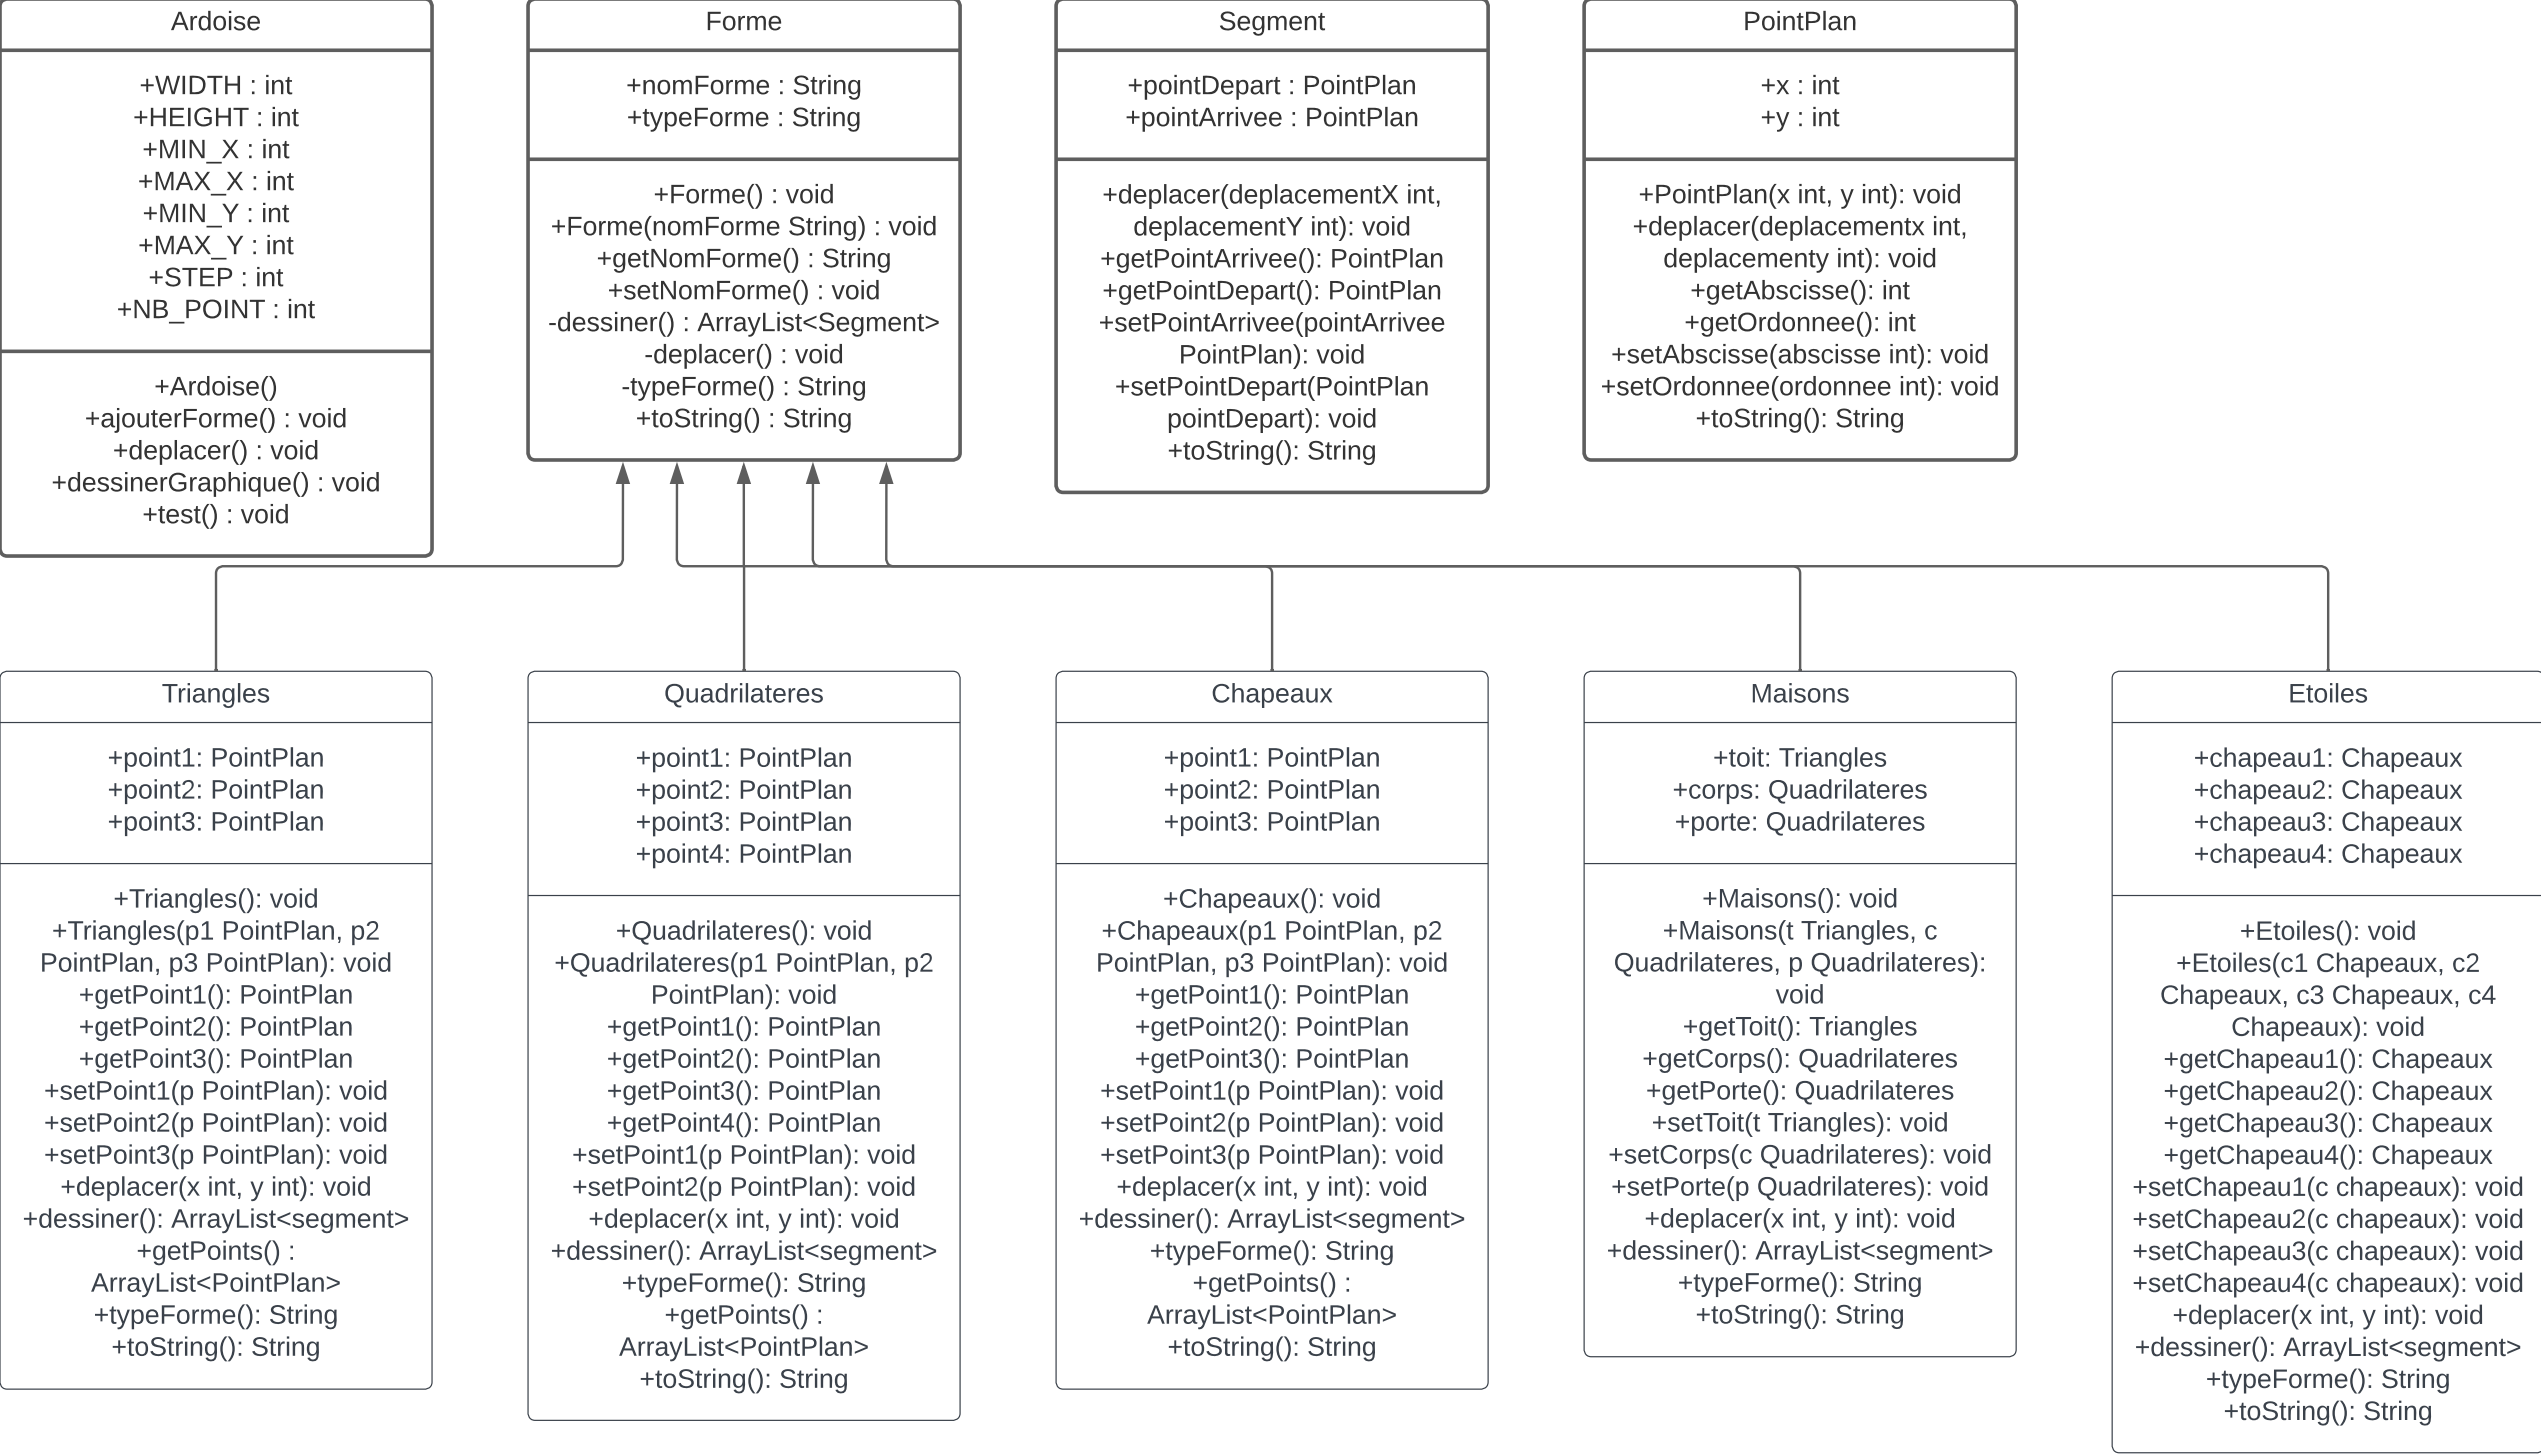 Ardoise
+WIDTH : int
+HEIGHT : int
+MIN_X : int
+MAX_X : int
+MIN_Y : int
+MAX_Y : int
+STEP : int
+NB_POINT : int
+Ardoise()
+ajouterForme() : void
+deplacer() : void
+dessinerGraphique() : void
+test() : void
Forme
+nomForme : String
+typeForme : String
+Forme() : void
+Forme(nomForme String) : void
+getNomForme() : String
+setNomForme() : void
-dessiner() : ArrayList<Segment>
-deplacer() : void
-typeForme() : String
+toString() : String
Segment
+pointDepart : PointPlan
+pointArrivee : PointPlan
+deplacer(deplacementX int,
deplacementY int): void
+getPointArrivee(): PointPlan
+getPointDepart(): PointPlan
+setPointArrivee(pointArrivee
PointPlan): void
+setPointDepart(PointPlan
pointDepart): void
+toString(): String
PointPlan
+x : int
+y : int
+PointPlan(x int, y int): void
+deplacer(deplacementx int,
deplacementy int): void
+getAbscisse(): int
+getOrdonnee(): int
+setAbscisse(abscisse int): void
+setOrdonnee(ordonnee int): void
+toString(): String
Triangles
+point1: PointPlan
+point2: PointPlan
+point3: PointPlan
+Triangles(): void
+Triangles(p1 PointPlan, p2
PointPlan, p3 PointPlan): void
+getPoint1(): PointPlan
+getPoint2(): PointPlan
+getPoint3(): PointPlan
+setPoint1(p PointPlan): void
+setPoint2(p PointPlan): void
+setPoint3(p PointPlan): void
+deplacer(x int, y int): void
+dessiner(): ArrayList<segment>
+getPoints() :
ArrayList<PointPlan>
+typeForme(): String
+toString(): String
Quadrilateres
+point1: PointPlan
+point2: PointPlan
+point3: PointPlan
+point4: PointPlan
+Quadrilateres(): void
+Quadrilateres(p1 PointPlan, p2
PointPlan): void
+getPoint1(): PointPlan
+getPoint2(): PointPlan
+getPoint3(): PointPlan
+getPoint4(): PointPlan
+setPoint1(p PointPlan): void
+setPoint2(p PointPlan): void
+deplacer(x int, y int): void
+dessiner(): ArrayList<segment>
+typeForme(): String
+getPoints() :
ArrayList<PointPlan>
+toString(): String
Chapeaux
+point1: PointPlan
+point2: PointPlan
+point3: PointPlan
+Chapeaux(): void
+Chapeaux(p1 PointPlan, p2
PointPlan, p3 PointPlan): void
+getPoint1(): PointPlan
+getPoint2(): PointPlan
+getPoint3(): PointPlan
+setPoint1(p PointPlan): void
+setPoint2(p PointPlan): void
+setPoint3(p PointPlan): void
+deplacer(x int, y int): void
+dessiner(): ArrayList<segment>
+typeForme(): String
+getPoints() :
ArrayList<PointPlan>
+toString(): String
Maisons
+toit: Triangles
+corps: Quadrilateres
+porte: Quadrilateres
+Maisons(): void
+Maisons(t Triangles, c
Quadrilateres, p Quadrilateres):
void
+getToit(): Triangles
+getCorps(): Quadrilateres
+getPorte(): Quadrilateres
+setToit(t Triangles): void
+setCorps(c Quadrilateres): void
+setPorte(p Quadrilateres): void
+deplacer(x int, y int): void
+dessiner(): ArrayList<segment>
+typeForme(): String
+toString(): String
Etoiles
+chapeau1: Chapeaux
+chapeau2: Chapeaux
+chapeau3: Chapeaux
+chapeau4: Chapeaux
+Etoiles(): void
+Etoiles(c1 Chapeaux, c2
Chapeaux, c3 Chapeaux, c4
Chapeaux): void
+getChapeau1(): Chapeaux
+getChapeau2(): Chapeaux
+getChapeau3(): Chapeaux
+getChapeau4(): Chapeaux
+setChapeau1(c chapeaux): void
+setChapeau2(c chapeaux): void
+setChapeau3(c chapeaux): void
+setChapeau4(c chapeaux): void
+deplacer(x int, y int): void
+dessiner(): ArrayList<segment>
+typeForme(): String
+toString(): String